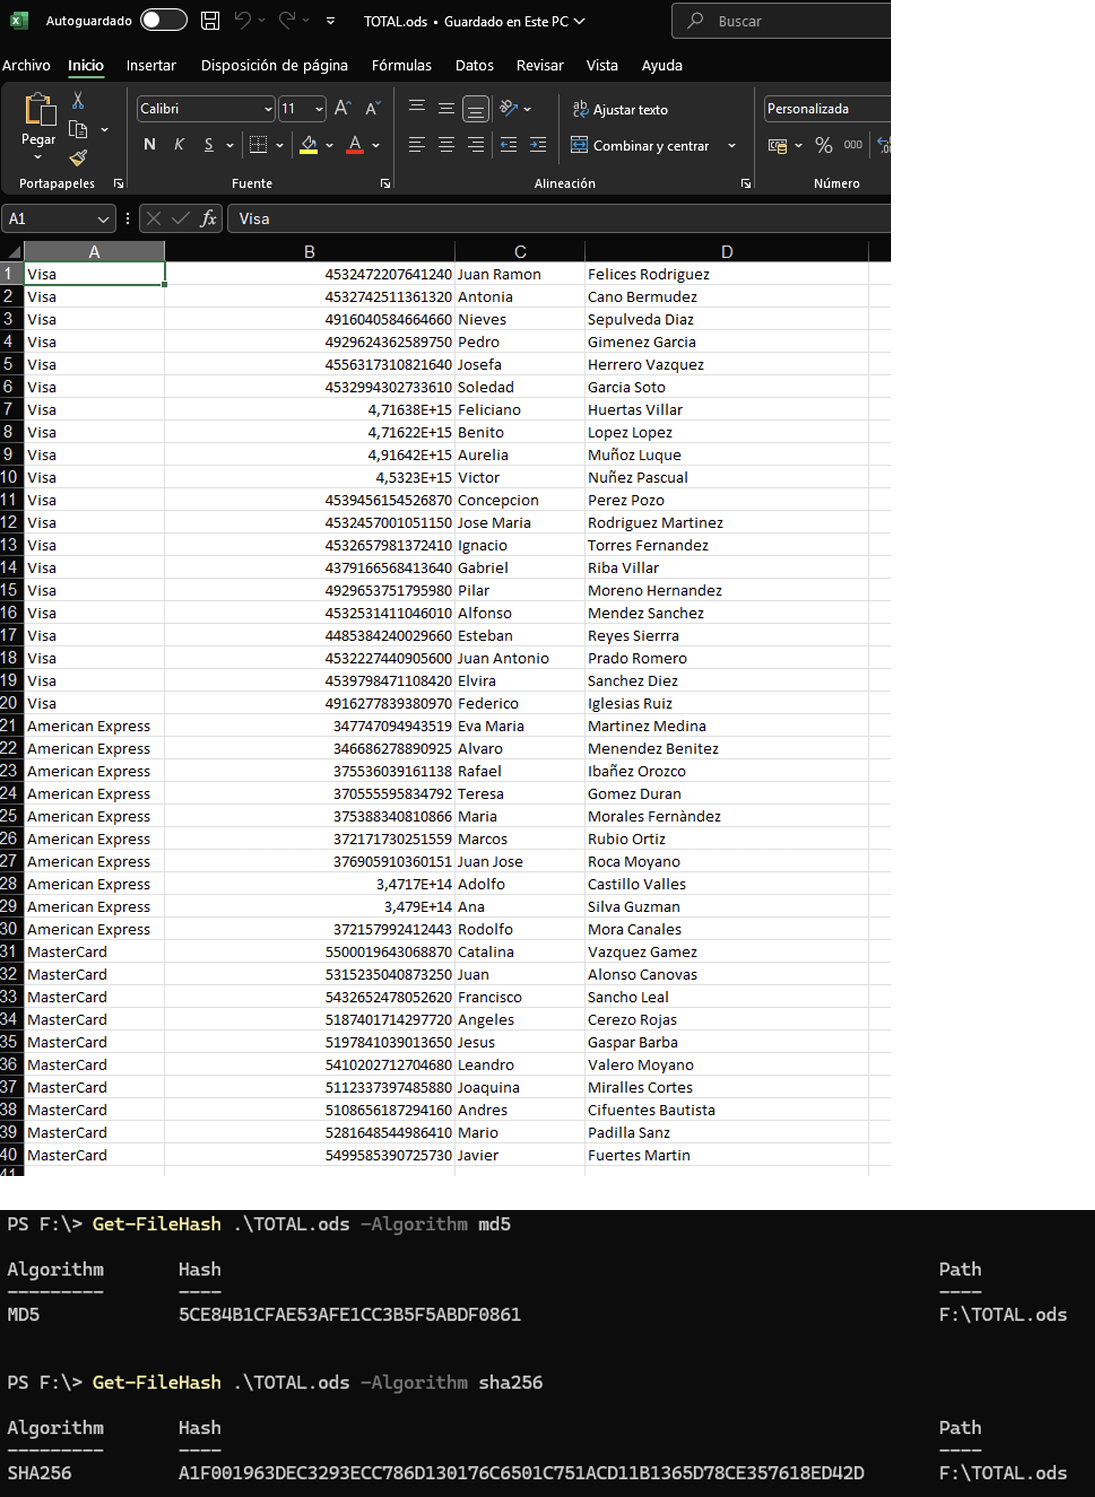 Autoguardado TOTAL.ods • Guardado en Este PC Buscar
Archivo Inicio Insertar Disposición de página Fórmulas Datos Revisar Vista Ayuda
Pegar Calibri 11 Ajustar texto Personalizada
N K S Combinar y centrar % 000
Portapapeles Fuente Alineación Número
A1 fx Visa
A B C D
1 Visa 4532472207641240 Juan Ramon Felices Rodriguez
2 Visa 4532742511361320 Antonia Cano Bermudez
3 Visa 4916040584664660 Nieves Sepulveda Diaz
4 Visa 4929624362589750 Pedro Gimenez Garcia
5 Visa 4556317310821640 Josefa Herrero Vazquez
6 Visa 4532994302733610 Soledad Garcia Soto
7 Visa 4,71638E+15 Feliciano Huertas Villar
8 Visa 4,71622E+15 Benito Lopez Lopez
9 Visa 4,91642E+15 Aurelia Muñoz Luque
10 Visa 4,5323E+15 Victor Nuñez Pascual
11 Visa 4539456154526870 Concepcion Perez Pozo
12 Visa 4532457001051150 Jose Maria Rodriguez Martinez
13 Visa 4532657981372410 Ignacio Torres Fernandez
14 Visa 4379166568413640 Gabriel Riba Villar
15 Visa 4929653751795980 Pilar Moreno Hernandez
16 Visa 4532531411046010 Alfonso Mendez Sanchez
17 Visa 4485384240029660 Esteban Reyes Sierrra
18 Visa 4532227440905600 Juan Antonio Prado Romero
19 Visa 4539798471108420 Elvira Sanchez Diez
20 Visa 4916277839380970 Federico Iglesias Ruiz
21 American Express 347747094943519 Eva Maria Martinez Medina
22 American Express 346686278890925 Alvaro Menendez Benitez
23 American Express 375536039161138 Rafael Ibañez Orozco
24 American Express 370555595834792 Teresa Gomez Duran
25 American Express 375388340810866 Maria Morales Fernàndez
26 American Express 372171730251559 Marcos Rubio Ortiz
27 American Express 376905910360151 Juan Jose Roca Moyano
28 American Express 3,4717E+14 Adolfo Castillo Valles
29 American Express 3,479E+14 Ana Silva Guzman
30 American Express 372157992412443 Rodolfo Mora Canales
31 MasterCard 5500019643068870 Catalina Vazquez Gamez
32 MasterCard 5315235040873250 Juan Alonso Canovas
33 MasterCard 5432652478052620 Francisco Sancho Leal
34 MasterCard 5187401714297720 Angeles Cerezo Rojas
35 MasterCard 5197841039013650 Jesus Gaspar Barba
36 MasterCard 5410202712704680 Leandro Valero Moyano
37 MasterCard 5112337397485880 Joaquina Miralles Cortes
38 MasterCard 5108656187294160 Andres Cifuentes Bautista
39 MasterCard 5281648544986410 Mario Padilla Sanz
40 MasterCard 5499585390725730 Javier Fuertes Martin
41
PS F:\> Get-FileHash .\TOTAL.ods -Algorithm md5
Algorithm Hash Path
--------- ---- ----
MD5 5CE84B1CFAE53AFE1CC3B5F5ABDF0861 F:\TOTAL.ods
PS F:\> Get-FileHash .\TOTAL.ods -Algorithm sha256
Algorithm Hash Path
--------- ---- ----
SHA256 A1F001963DEC3293ECC786D130176C6501C751ACD11B1365D78CE357618ED42D F:\TOTAL.ods